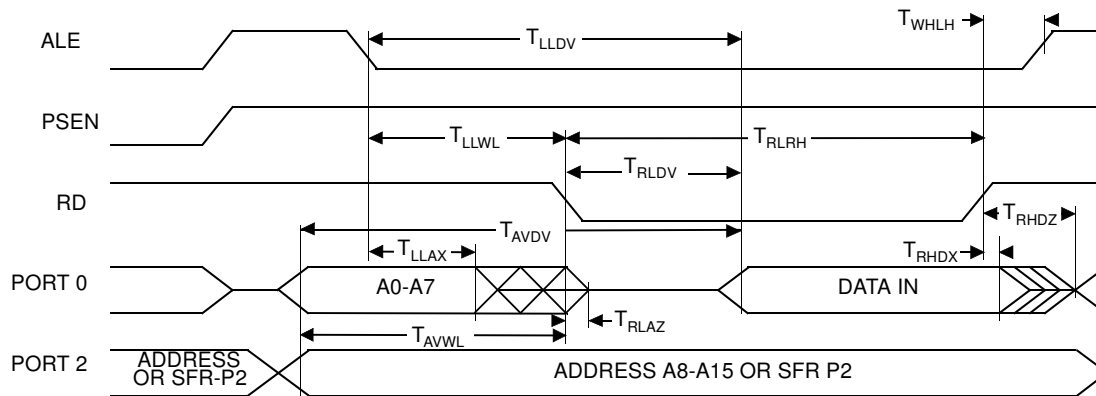 T_WHLH
ALE
T_LLDV
PSEN
T_LLWL
T_RLRH
T_RLDV
RD
T_AVDV
T_RHDZ
T_LLAX
T_RHDX
PORT 0
A0-A7
DATA IN
T_RLAZ
T_AVWL
PORT 2
ADDRESS
OR SFR-P2
ADDRESS A8-A15 OR SFR P2